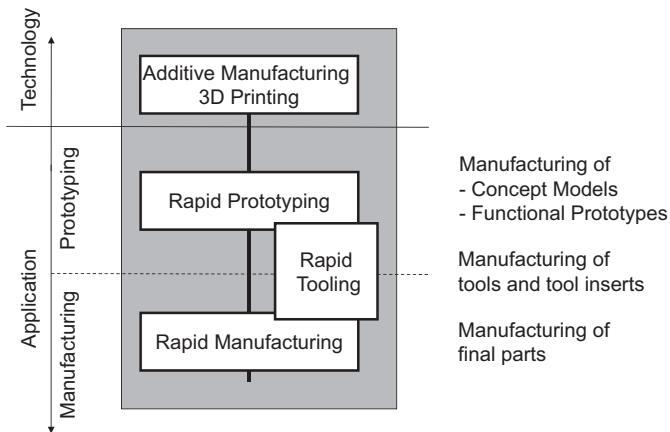 Technology
Additive Manufacturing
3D Printing
Application
Prototyping
Rapid Prototyping
Manufacturing of
- Concept Models
- Functional Prototypes
Rapid
Tooling
Manufacturing of
tools and tool inserts
Manufacturing
Rapid Manufacturing
Manufacturing of
final parts